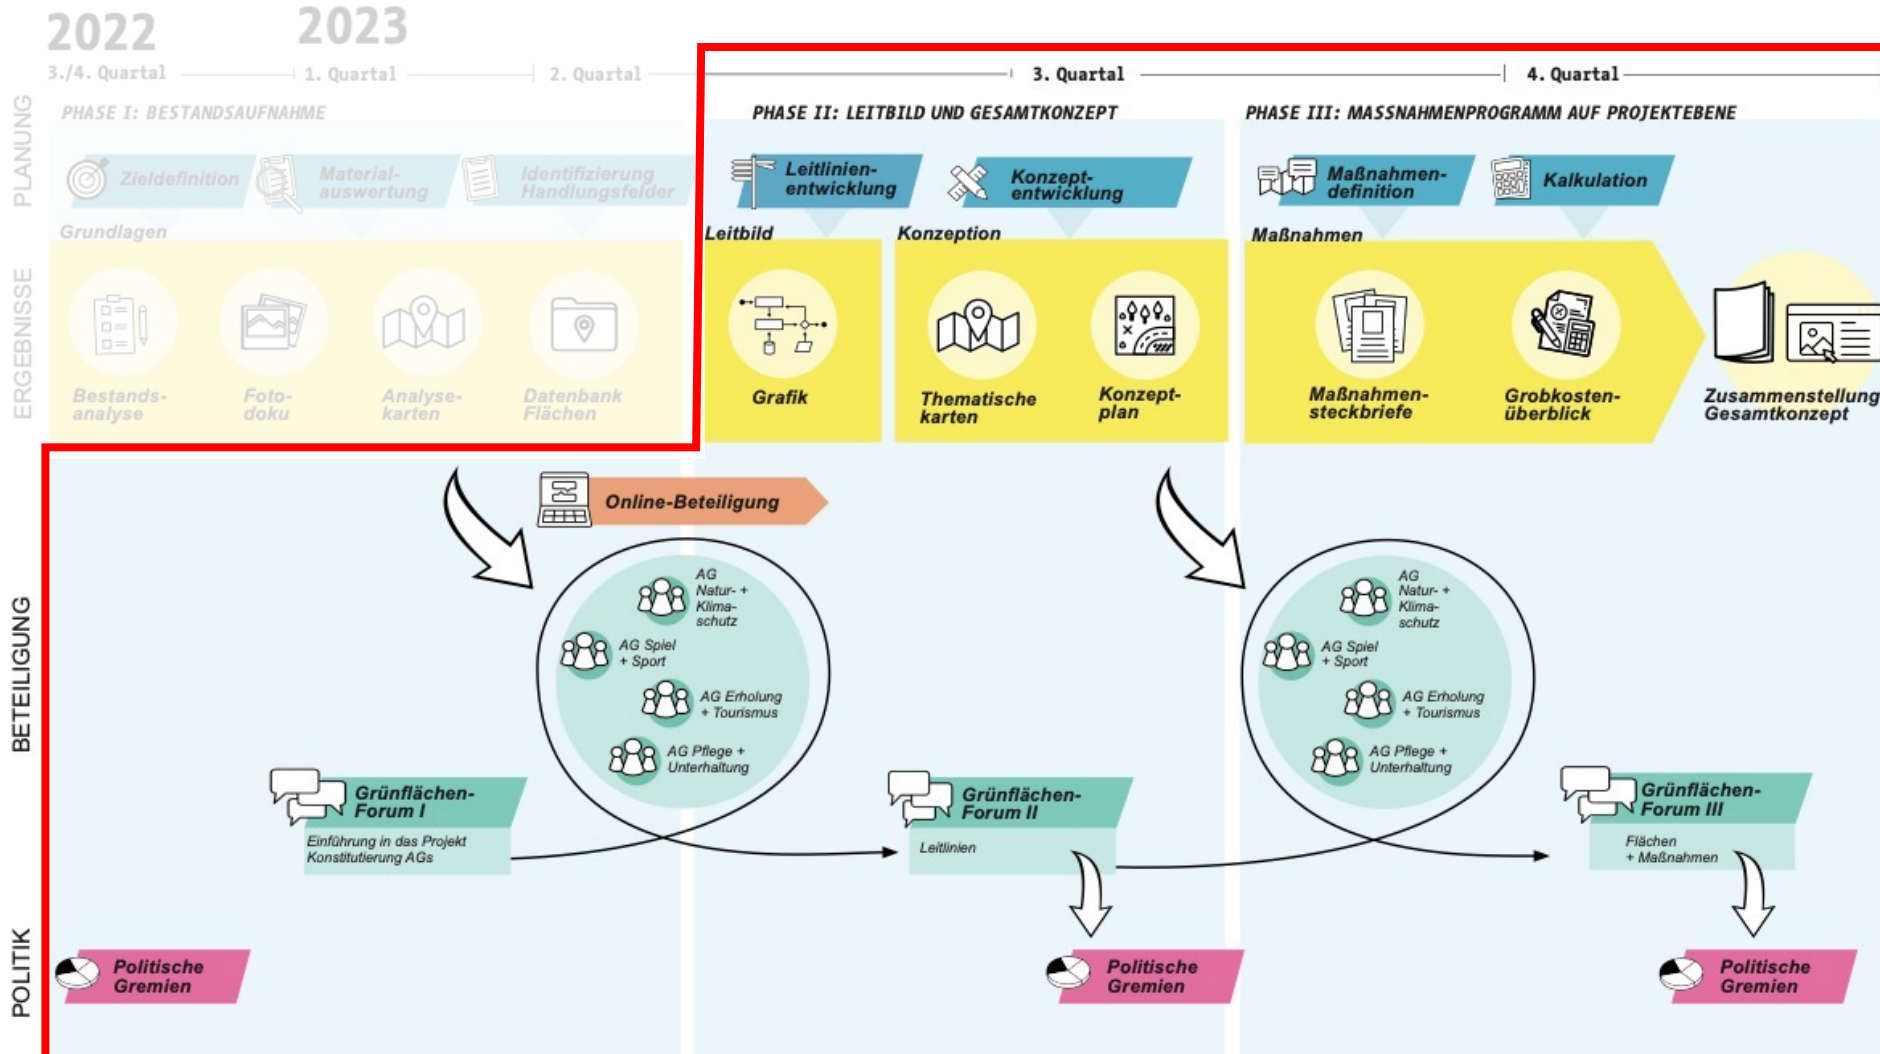 2022
2023
3./4. Quartal
1. Quartal
2. Quartal
3. Quartal
4. Quartal
PLANUNG
PHASE I: BESTANDSAUFNAHME
PHASE II: LEITBILD UND GESAMTKONZEPT
PHASE III: MASSNAHMENPROGRAMM AUF PROJEKTEBENE
Zieldefinition
Material-
auswertung
Identifizierung
Handlungsfelder
Leitlinien-
entwicklung
Konzept-
entwicklung
Maßnahmen-
definition
Kalkulation
ERGEBNISSE
Grundlagen
Leitbild
Konzeption
Maßnahmen
Bestands-
analyse
Foto-
doku
Analyse-
karten
Datenbank
Flächen
Grafik
Thematische
karten
Konzept-
plan
Maßnahmen-
steckbriefe
Grobkosten-
überblick
Zusammenstellung
Gesamtkonzept
BETEILIGUNG
Online-Beteiligung
AG
Natur- +
Klima-
schutz
AG Spiel
+ Sport
AG Erholung
+ Tourismus
AG Pflege +
Unterhaltung
AG
Natur- +
Klima-
schutz
AG Spiel
+ Sport
AG Erholung
+ Tourismus
AG Pflege +
Unterhaltung
Grünflächen-
Forum I
Einführung in das Projekt
Konstitutierung AGs
Grünflächen-
Forum II
Leitlinien
Grünflächen-
Forum III
Flächen
+ Maßnahmen
POLITIK
Politische
Gremien
Politische
Gremien
Politische
Gremien